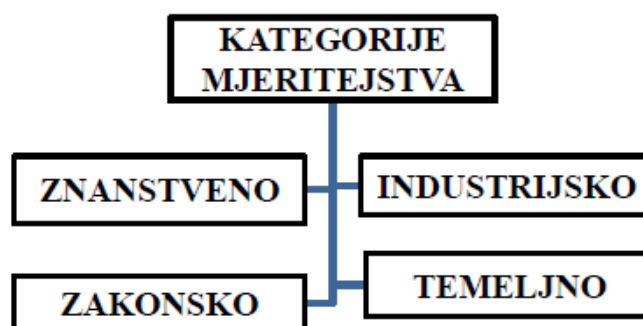 KATEGORIJE
MJERITEJSTVA
ZNANSTVENO
INDUSTRIJSKO
ZAKONSKO
TEMELJNO